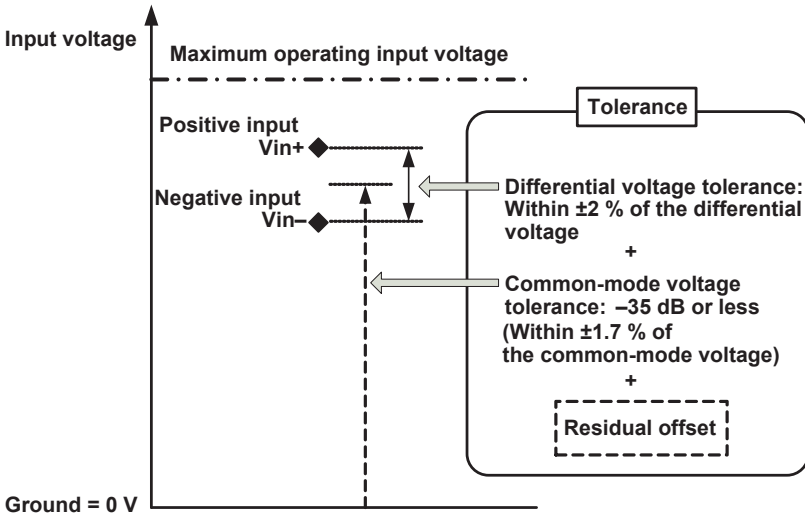 Input voltage
Maximum operating input voltage
Tolerance
Positive input
Vin+
Negative input
Vin–
Differential voltage tolerance:
Within ±2 % of the differential
voltage
+
Common-mode voltage
tolerance: –35 dB or less
(Within ±1.7 % of
the common-mode voltage)
+
Residual offset
Ground = 0 V